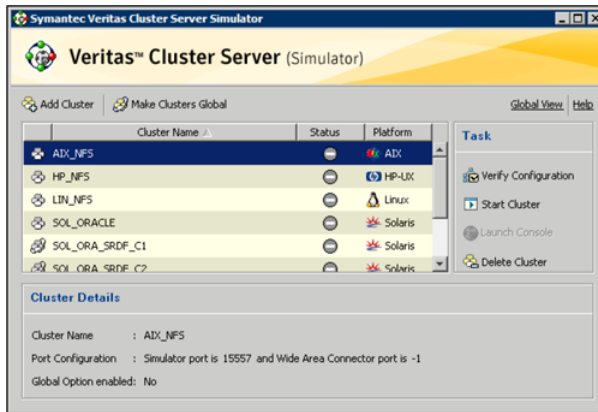 Symantec Veritas Cluster Server Simulator
Veritas™ Cluster Server (Simulator)
Add Cluster Make Clusters Global Global View Help
Cluster Name Status Platform
AIX_NFS AIX
HP_NFS HP-UX
LIN_NFS Linux
SOL_ORACLE Solaris
SOL_ORA_SRDF_C1 Solaris
SOL_ORA_SRDF_C2 Solaris
Task
Verify Configuration
Start Cluster
Launch Console
Delete Cluster
Cluster Details
Cluster Name : AIX_NFS
Port Configuration : Simulator port is 15557 and Wide Area Connector port is -1
Global Option enabled: No